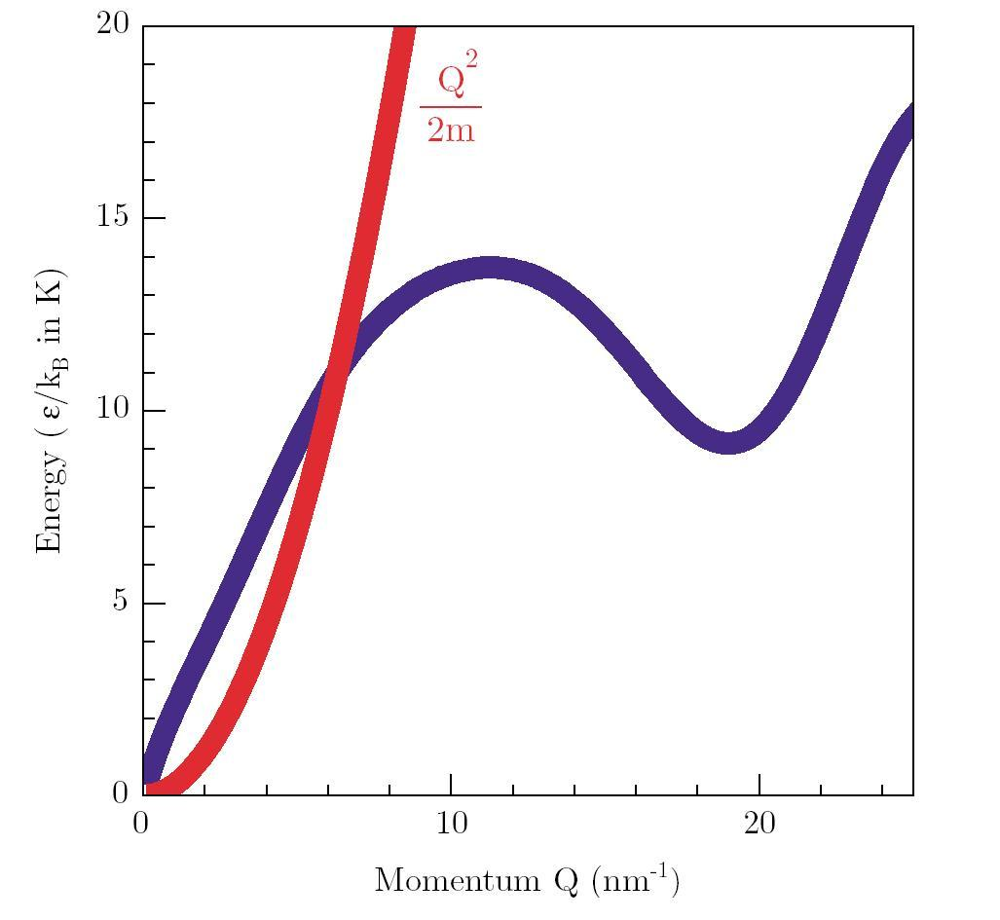 20
Q²
2m
15
10
5
0
Energy ( ε/k_B in K)
0 10 20
Momentum Q (nm⁻¹)